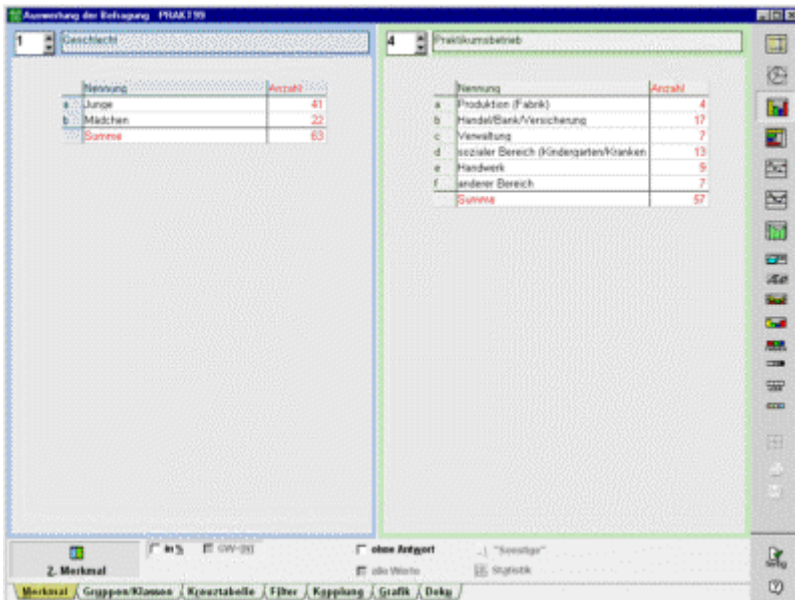 Auswertung der Befragung PRAKT99
1 Geschlecht
Nennung Anzahl
a Junge 41
b Mädchen 22
Summe 63
4 Praktikumsbetrieb
Nennung Anzahl
a Produktion (Fabrik) 4
b Handel/Bank/Versicherung 17
c Verwaltung 7
d sozialer Bereich (Kindergarten/Kranken 13
e Handwerk 9
f anderer Bereich 7
Summe 57
2. Merkmal
in %
ohne Antwort
alle Werte
"Sonstige"
Statistik
fertig
Merkmal Gruppen/Klassen Kreuztabelle Filter Kopplung Grafik Doku